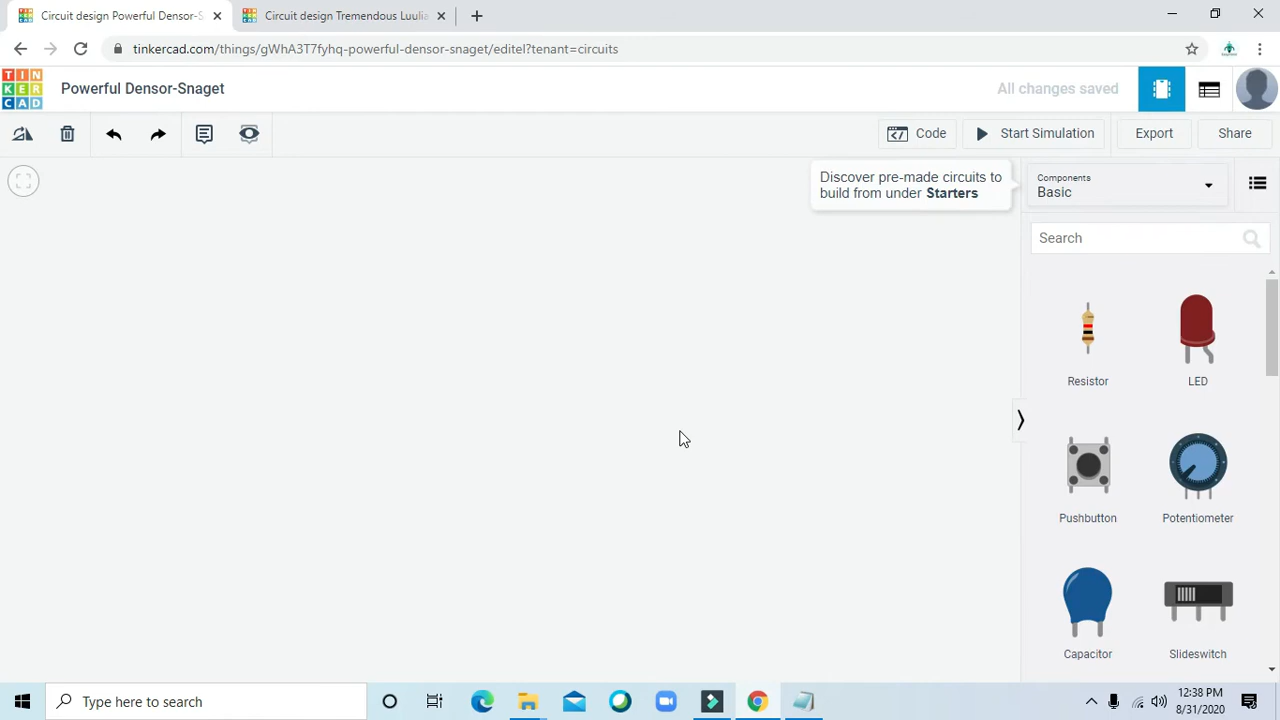 Circuit design Powerful Densor-S
Circuit design Tremendous Luulia
tinkercad.com/things/gWhA3T7fyhq-powerful-densor-snaget/editel?tenant=circuits
TIN
KER
CAD
Powerful Densor-Snaget
All changes saved
Code
Start Simulation
Export
Share
Discover pre-made circuits to
build from under Starters
Components
Basic
Search
Resistor
LED
Pushbutton
Potentiometer
Capacitor
Slideswitch
Type here to search
12:38 PM
8/31/2020